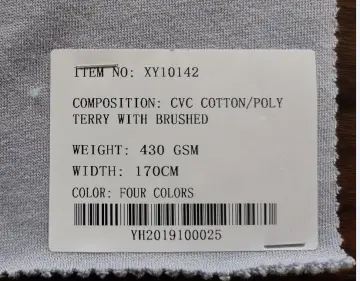 ITEM NO: XY10142
COMPOSITION: CVC COTTON/POLY
TERRY WITH BRUSHED
WEIGHT: 430 GSM
WIDTH: 170CM
COLOR: FOUR COLORS
YH2019100025